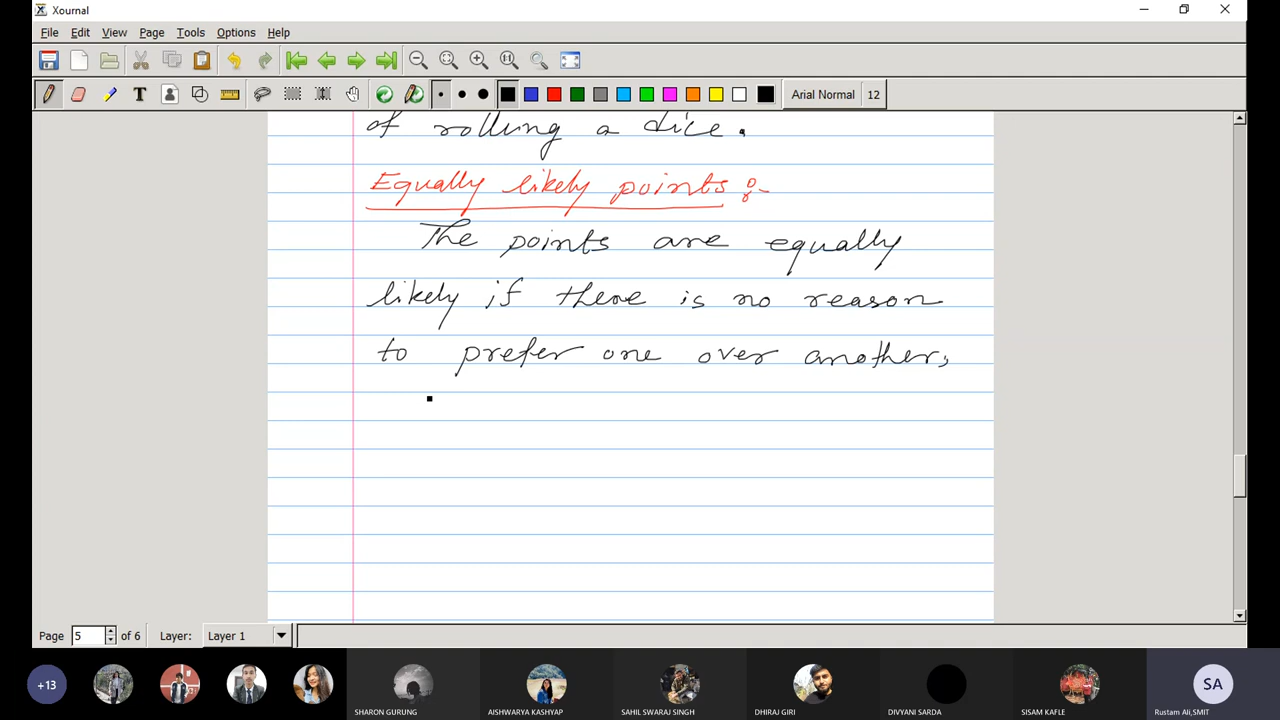 Xournal
File Edit View Page Tools Options Help
Arial Normal 12
of rolling a dice.
Equally likely points :-
The points are equally
likely if there is no reason
to prefer one over another,
Page 5 of 6 Layer: Layer 1
+13 SA
SHARON GURUNG AISHWARYA KASHYAP SAHIL SWARAJ SINGH DHIRAJ GIRI DIVYANI SARDA SISAM KAFLE Rustam Ali,SMIT